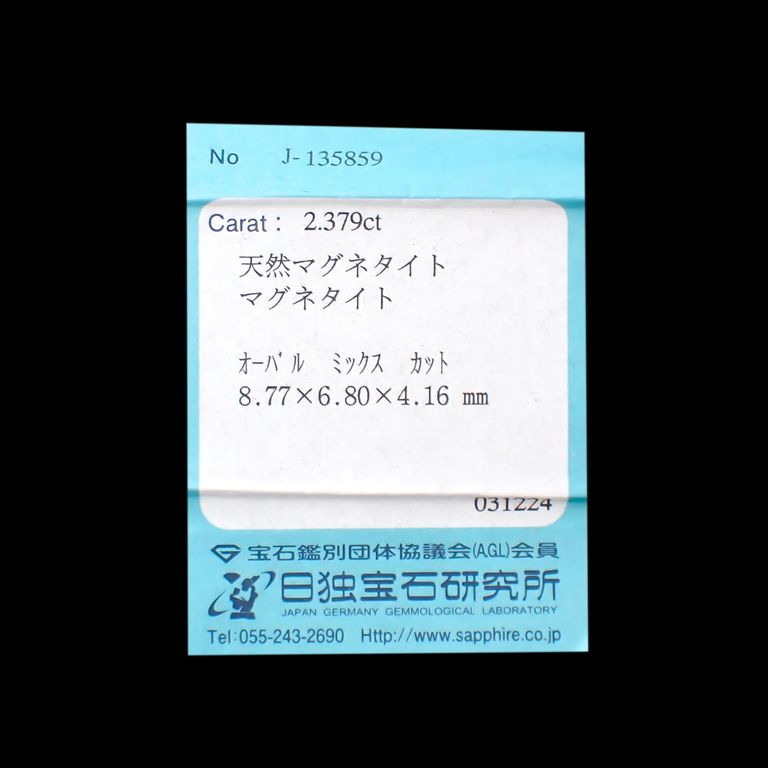 No J-135859
Carat： 2.379ct
天然マグネタイト
マグネタイト
ｵｰﾊﾞﾙ ﾐｯｸｽ ｶｯﾄ
8.77×6.80×4.16 mm
031224
宝石鑑別団体協議会(A.G.L)会員
日独宝石研究所
JAPAN GERMANY GEMMOLOGICAL LABORATORY
Tel:055-243-2690 Http://www.sapphire.co.jp